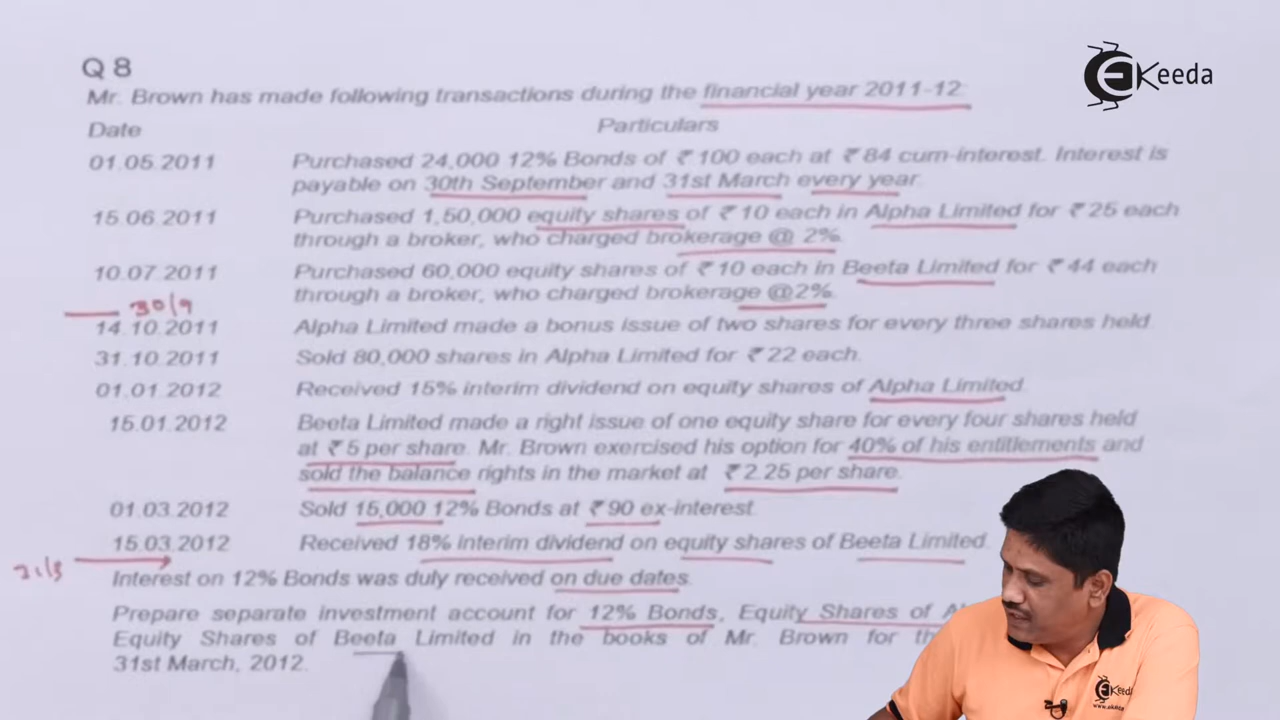 Q 8
Keeda
Mr. Brown has made following transactions during the financial year 2011-12:
Date Particulars
01.05.2011 Purchased 24,000 12% Bonds of ₹ 100 each at ₹ 84 cum-interest. Interest is
payable on 30th September and 31st March every year.
15.06.2011 Purchased 1,50,000 equity shares of ₹ 10 each in Alpha Limited for ₹ 25 each
through a broker, who charged brokerage @ 2%.
10.07.2011 Purchased 60,000 equity shares of ₹ 10 each in Beeta Limited for ₹ 44 each
through a broker, who charged brokerage @2%.
30/9
14.10.2011 Alpha Limited made a bonus issue of two shares for every three shares held.
31.10.2011 Sold 80,000 shares in Alpha Limited for ₹ 22 each.
01.01.2012 Received 15% interim dividend on equity shares of Alpha Limited.
15.01.2012 Beeta Limited made a right issue of one equity share for every four shares held
at ₹ 5 per share. Mr. Brown exercised his option for 40% of his entitlements and
sold the balance rights in the market at ₹ 2.25 per share.
01.03.2012 Sold 15,000 12% Bonds at ₹ 90 ex-interest.
15.03.2012 Received 18% interim dividend on equity shares of Beeta Limited.
31/3
Interest on 12% Bonds was duly received on due dates.
Prepare separate investment account for 12% Bonds, Equity Shares of
Equity Shares of Beeta Limited in the books of Mr. Brown for
31st March, 2012.
Keeda